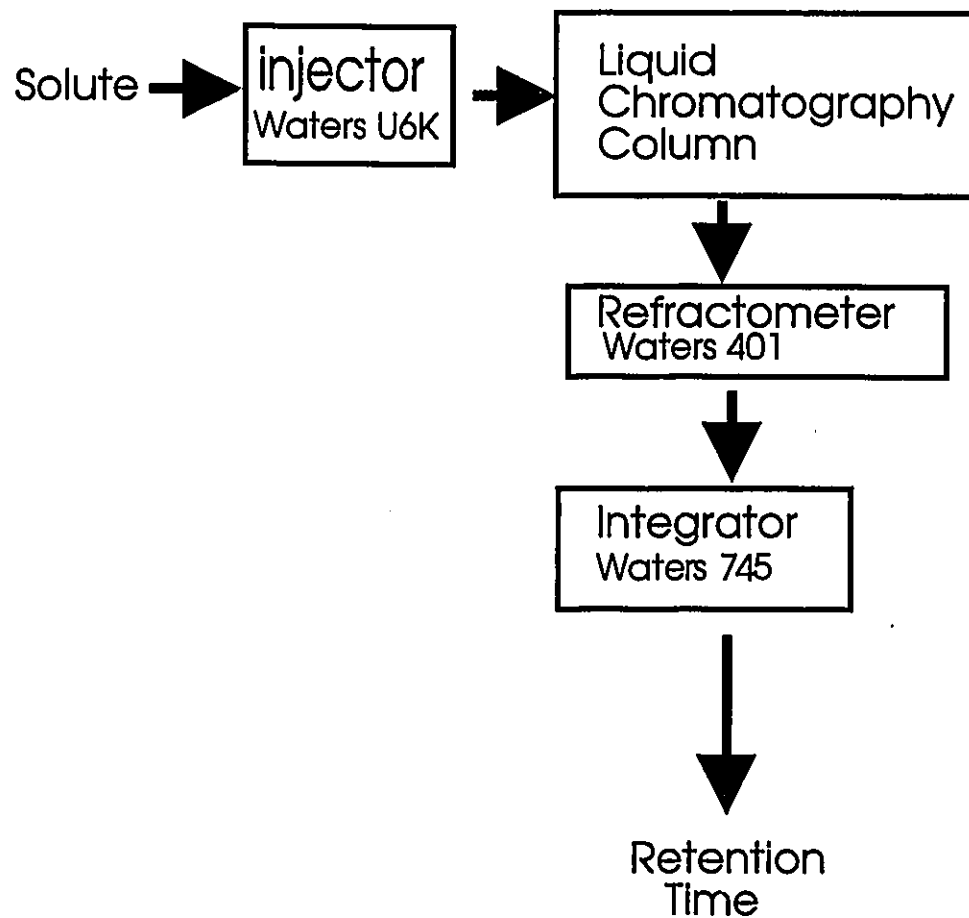 Solute
injector
Waters U6K
Liquid
Chromatography
Column
Refractometer
Waters 401
Integrator
Waters 745
Retention
Time